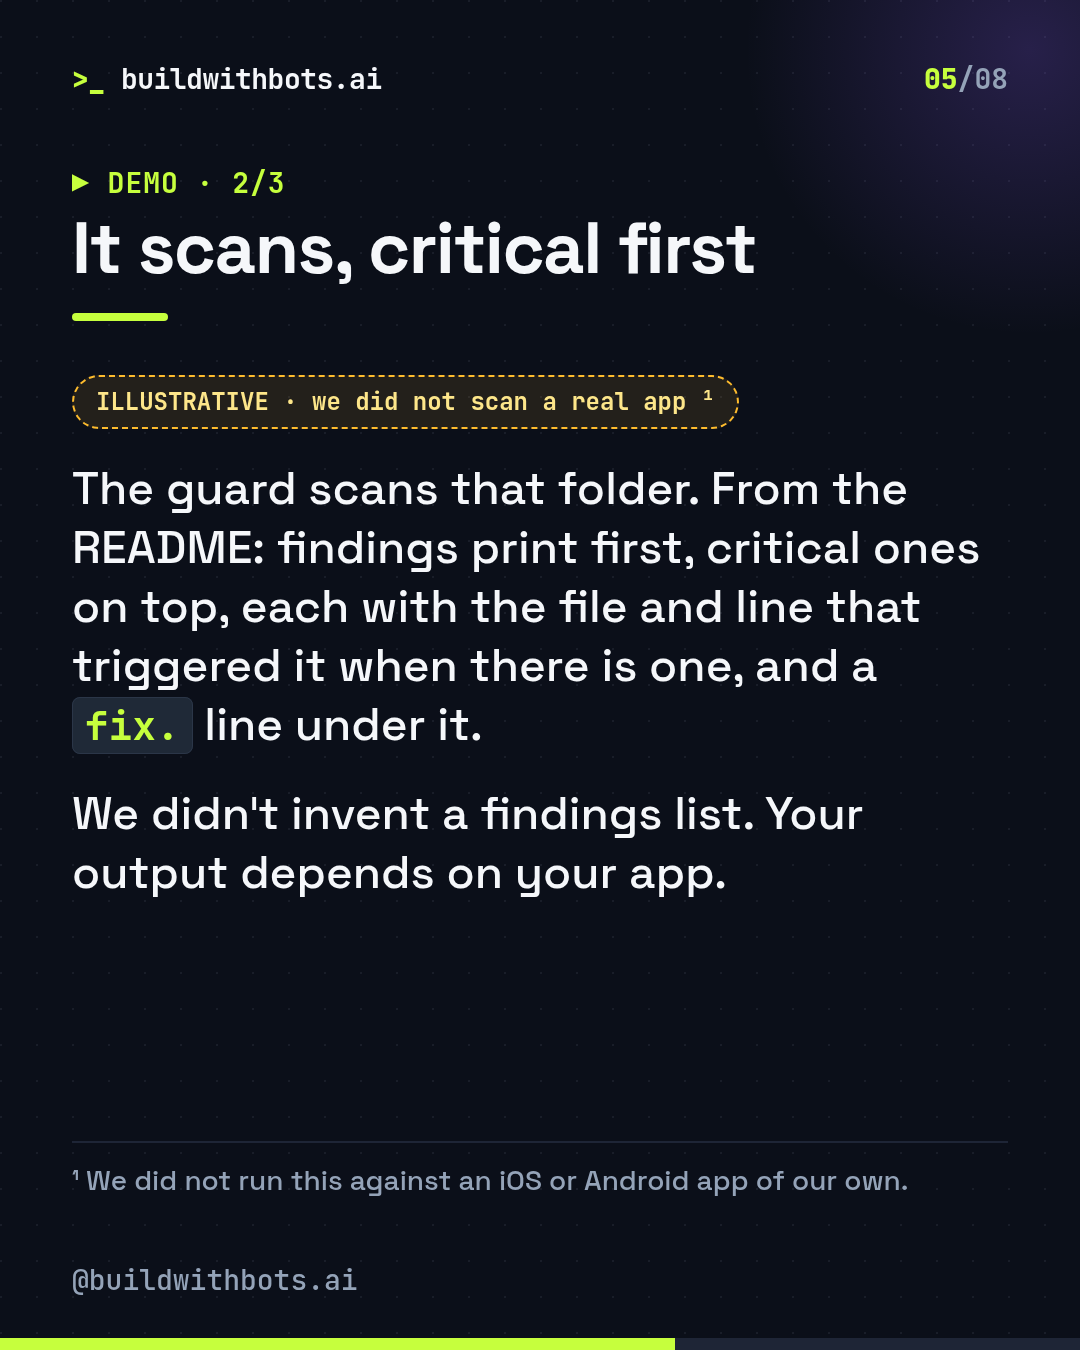 >_ buildwithbots.ai
05/08
▶ DEMO · 2/3
It scans, critical first
ILLUSTRATIVE · we did not scan a real app ¹
The guard scans that folder. From the
README: findings print first, critical ones
on top, each with the file and line that
triggered it when there is one, and a
fix. line under it.
We didn't invent a findings list. Your
output depends on your app.
¹ We did not run this against an iOS or Android app of our own.
@buildwithbots.ai